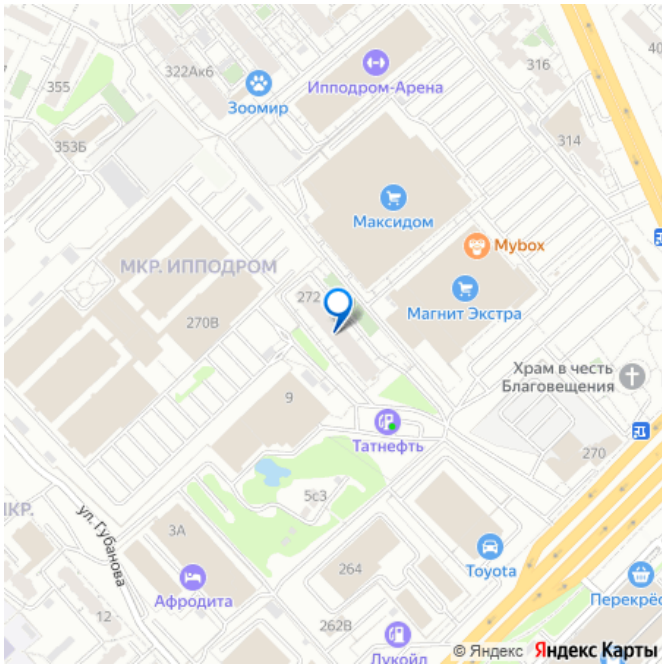 322Ак6
Ипподром-Арена
316
40
355
Зоомир
353Б
314
Максидом
Mybox
МКР. ИППОДРОМ
272
Магнит Экстра
270В
Храм в честь
Благовещения
9
Татнефть
270
5с3
МКР.
ул. Губанова
3А
264
Toyota
Афродита
Перекрёс
12
262В
Лукойл
© Яндекс Яндекс Карты